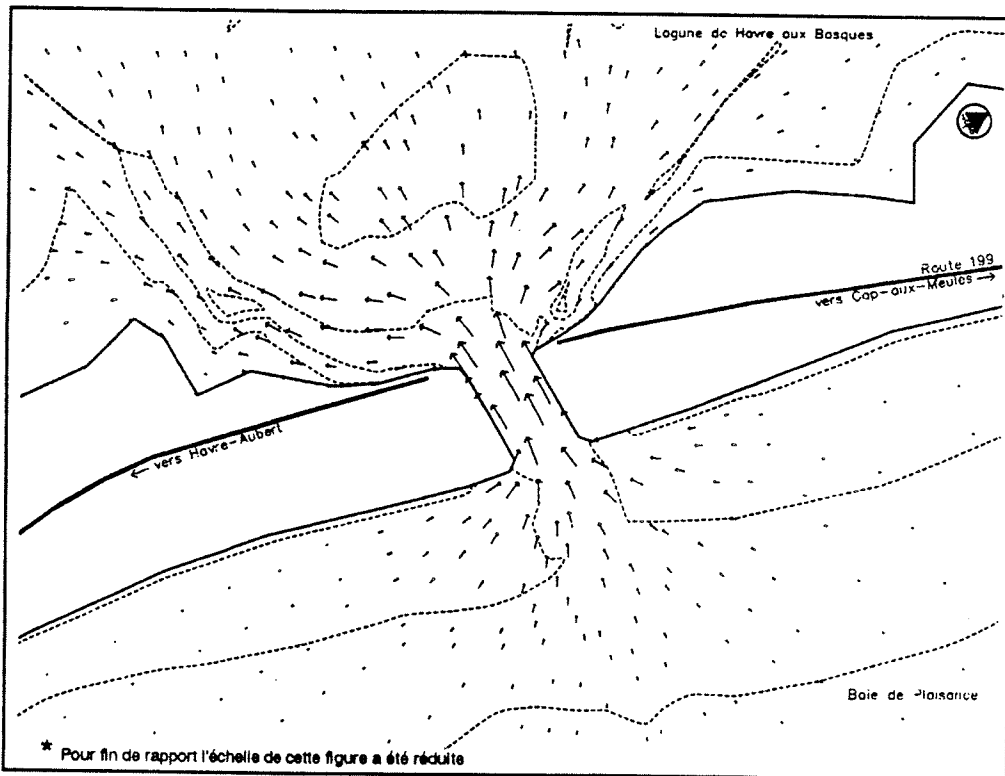 Lagune de Havre aux Basques
Route 199
vers Cap-aux-Meules →
← vers Havre-Aubert
Baie de Plaisance
* Pour fin de rapport l'échelle de cette figure a été réduite